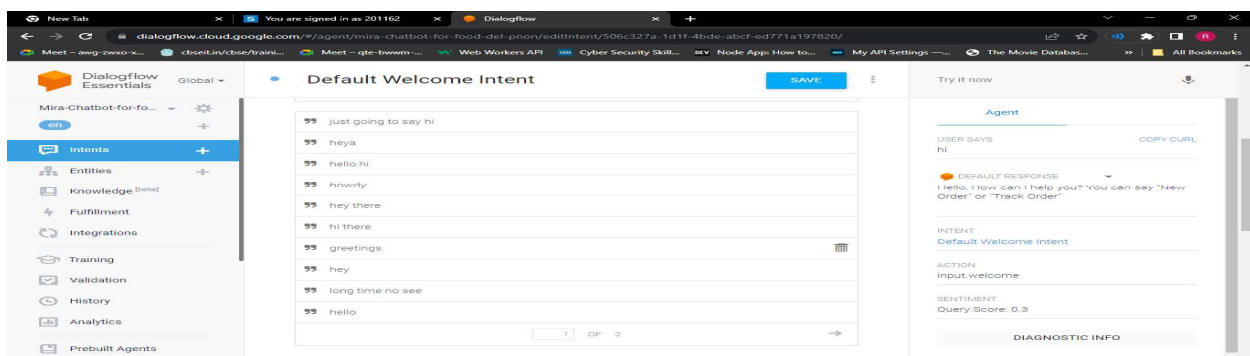 New Tab
You are signed in as 201162
Dialogflow
dialogflow.cloud.google.com/#/agent/mira-chatbot-for-food-del-pnon/editIntent/506c327a-1d1f-4bde-abcf-ed771a197820/
Meet – awg-zwxo-x...
cbseit.in/cbse/traini...
Meet – qte-bwwm-...
Web Workers API
Cyber Security Skill...
DEV
Node App: How to...
My API Settings —...
The Movie Databas...
»
All Bookmarks
Dialogflow
Essentials
Global
Default Welcome Intent
SAVE
Try it now
Mira-Chatbot-for-fo...
en
Intents
Entities
Knowledge [beta]
Fulfillment
Integrations
Training
Validation
History
Analytics
Prebuilt Agents
just going to say hi
heya
hello hi
howdy
hey there
hi there
greetings
hey
long time no see
hello
1 OF 2
Agent
USER SAYS
COPY CURL
hi
DEFAULT RESPONSE
Hello, How can I help you? You can say "New
Order" or "Track Order"
INTENT
Default Welcome Intent
ACTION
input.welcome
SENTIMENT
Query Score: 0.3
DIAGNOSTIC INFO